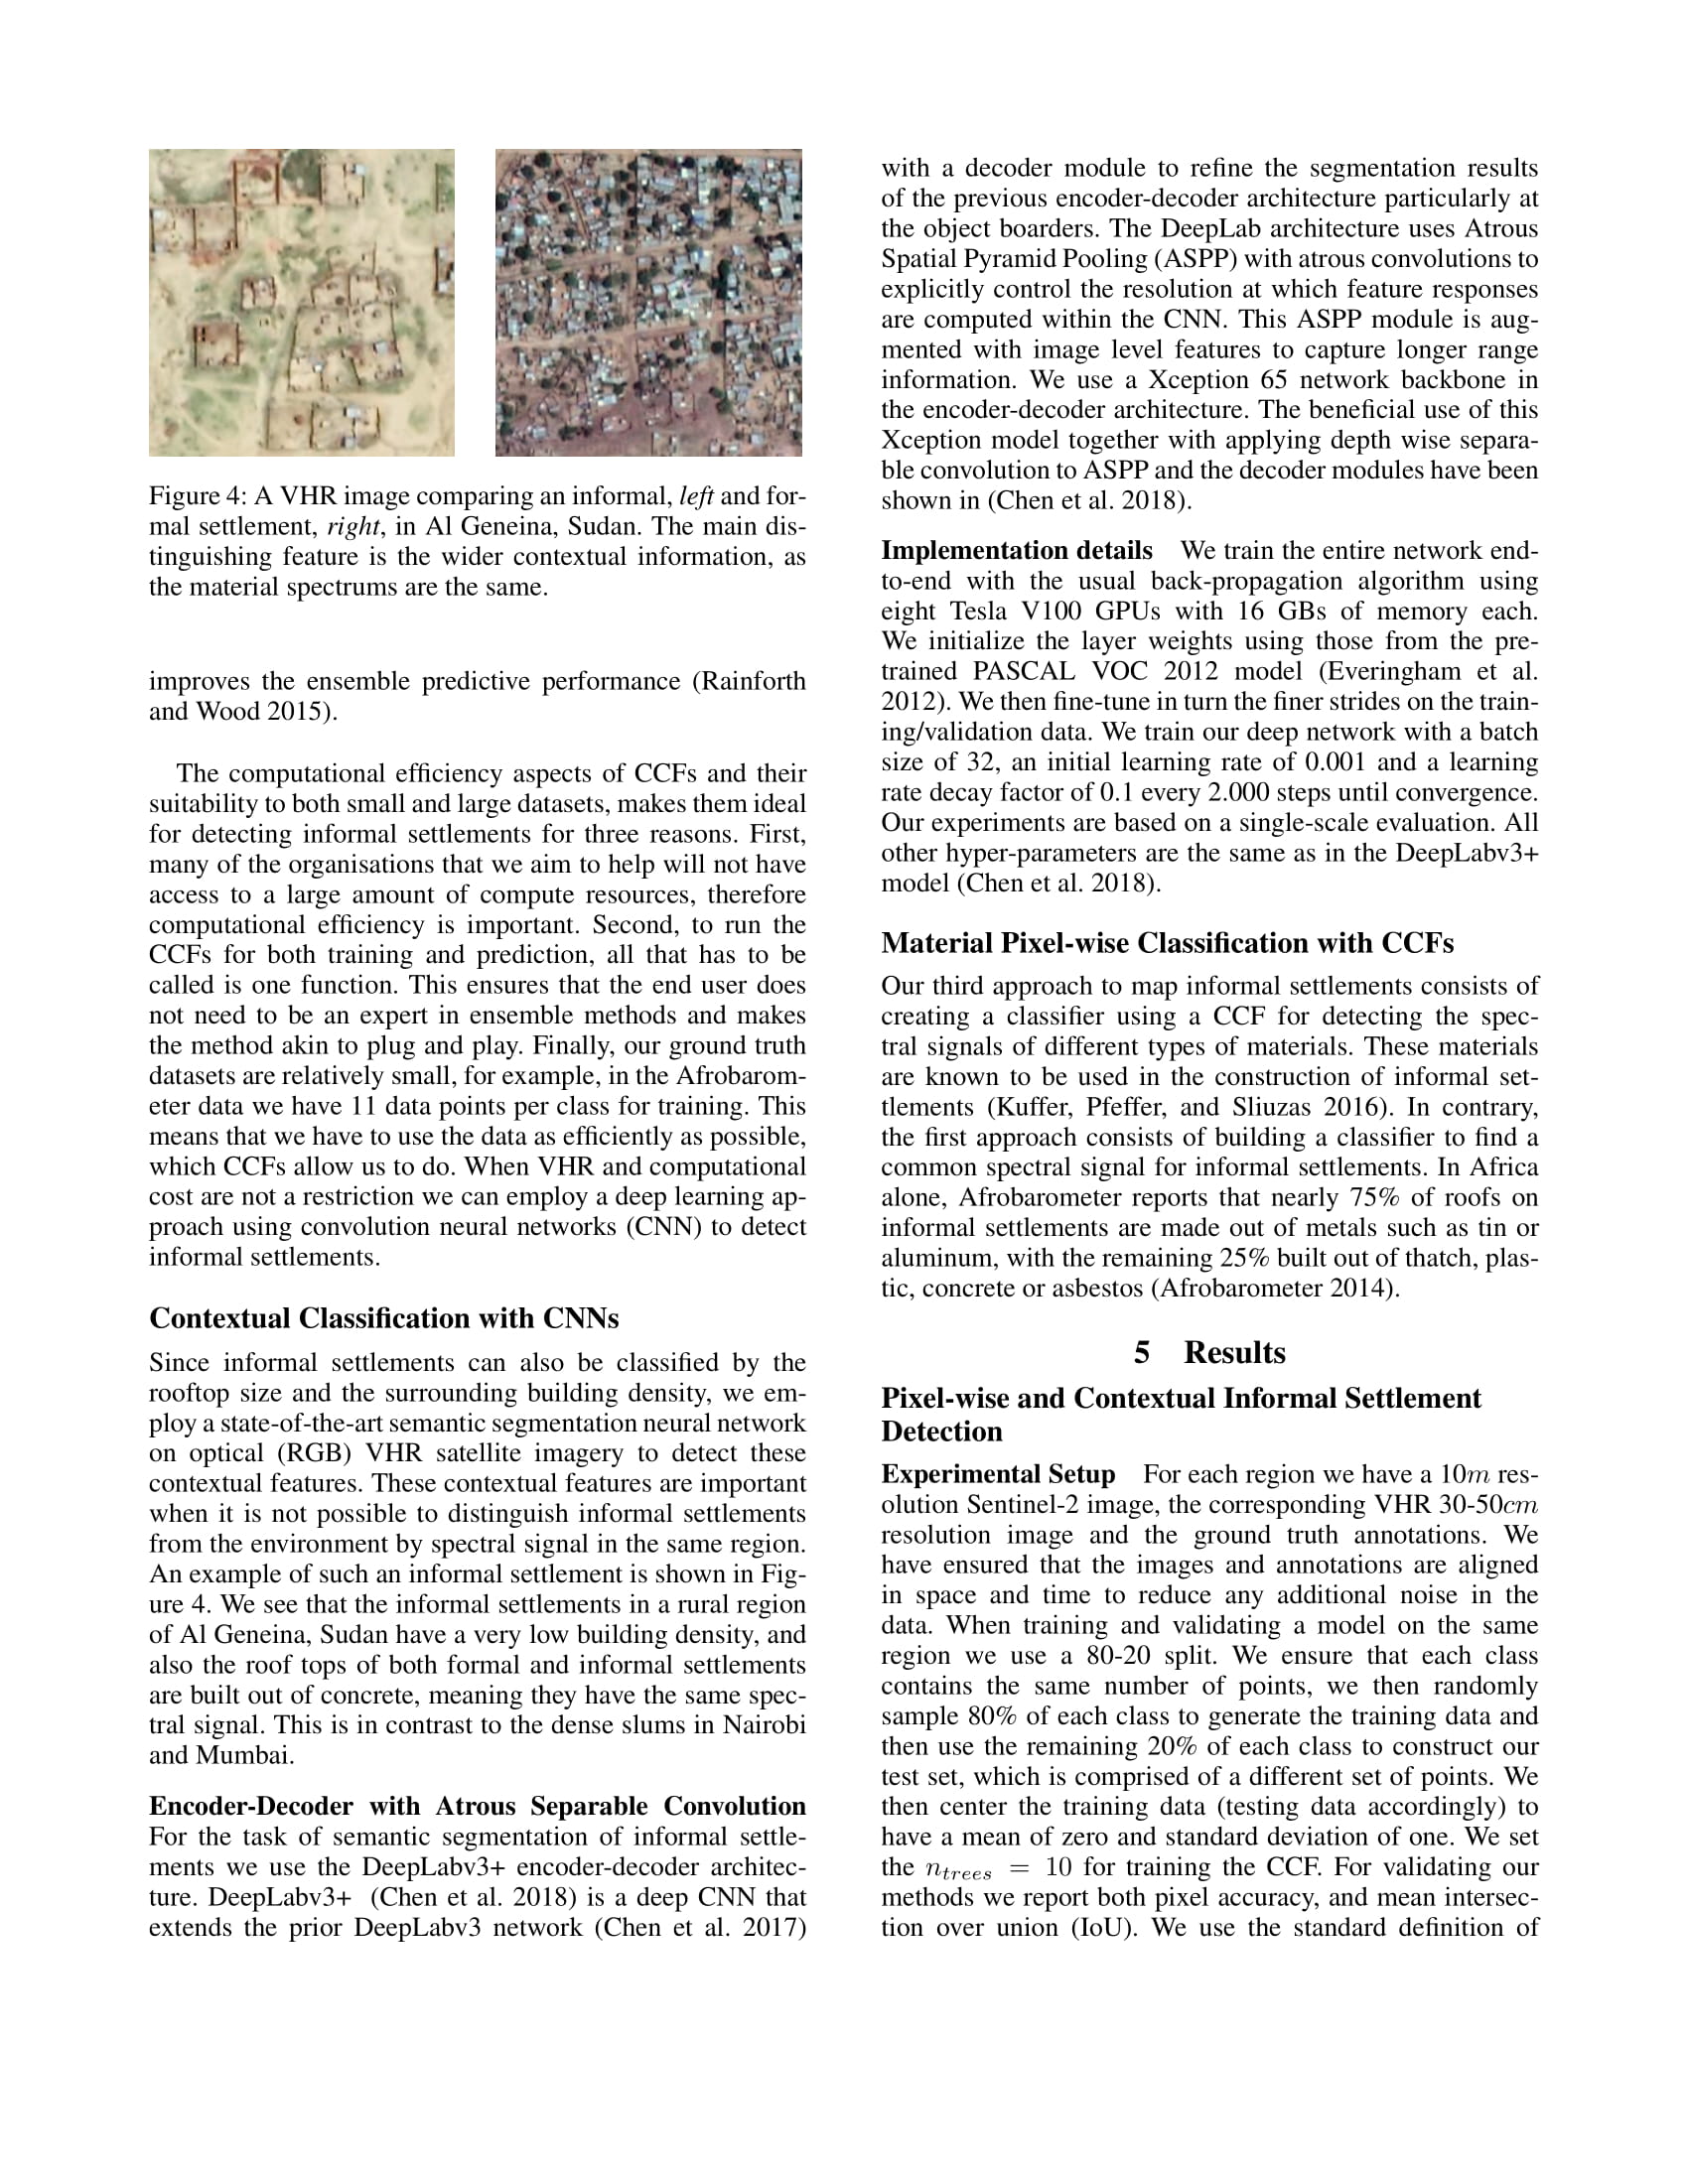 Figure 4: A VHR image comparing an informal, left and for-
mal settlement, right, in Al Geneina, Sudan. The main dis-
tinguishing feature is the wider contextual information, as
the material spectrums are the same.
improves the ensemble predictive performance (Rainforth
and Wood 2015).
The computational efficiency aspects of CCFs and their
suitability to both small and large datasets, makes them ideal
for detecting informal settlements for three reasons. First,
many of the organisations that we aim to help will not have
access to a large amount of compute resources, therefore
computational efficiency is important. Second, to run the
CCFs for both training and prediction, all that has to be
called is one function. This ensures that the end user does
not need to be an expert in ensemble methods and makes
the method akin to plug and play. Finally, our ground truth
datasets are relatively small, for example, in the Afrobarom-
eter data we have 11 data points per class for training. This
means that we have to use the data as efficiently as possible,
which CCFs allow us to do. When VHR and computational
cost are not a restriction we can employ a deep learning ap-
proach using convolution neural networks (CNN) to detect
informal settlements.
Contextual Classification with CNNs
Since informal settlements can also be classified by the
rooftop size and the surrounding building density, we em-
ploy a state-of-the-art semantic segmentation neural network
on optical (RGB) VHR satellite imagery to detect these
contextual features. These contextual features are important
when it is not possible to distinguish informal settlements
from the environment by spectral signal in the same region.
An example of such an informal settlement is shown in Fig-
ure 4. We see that the informal settlements in a rural region
of Al Geneina, Sudan have a very low building density, and
also the roof tops of both formal and informal settlements
are built out of concrete, meaning they have the same spec-
tral signal. This is in contrast to the dense slums in Nairobi
and Mumbai.
Encoder-Decoder with Atrous Separable Convolution
For the task of semantic segmentation of informal settle-
ments we use the DeepLabv3+ encoder-decoder architec-
ture. DeepLabv3+ (Chen et al. 2018) is a deep CNN that
extends the prior DeepLabv3 network (Chen et al. 2017)
with a decoder module to refine the segmentation results
of the previous encoder-decoder architecture particularly at
the object boarders. The DeepLab architecture uses Atrous
Spatial Pyramid Pooling (ASPP) with atrous convolutions to
explicitly control the resolution at which feature responses
are computed within the CNN. This ASPP module is aug-
mented with image level features to capture longer range
information. We use a Xception 65 network backbone in
the encoder-decoder architecture. The beneficial use of this
Xception model together with applying depth wise separa-
ble convolution to ASPP and the decoder modules have been
shown in (Chen et al. 2018).
Implementation details We train the entire network end-
to-end with the usual back-propagation algorithm using
eight Tesla V100 GPUs with 16 GBs of memory each.
We initialize the layer weights using those from the pre-
trained PASCAL VOC 2012 model (Everingham et al.
2012). We then fine-tune in turn the finer strides on the train-
ing/validation data. We train our deep network with a batch
size of 32, an initial learning rate of 0.001 and a learning
rate decay factor of 0.1 every 2.000 steps until convergence.
Our experiments are based on a single-scale evaluation. All
other hyper-parameters are the same as in the DeepLabv3+
model (Chen et al. 2018).
Material Pixel-wise Classification with CCFs
Our third approach to map informal settlements consists of
creating a classifier using a CCF for detecting the spec-
tral signals of different types of materials. These materials
are known to be used in the construction of informal set-
tlements (Kuffer, Pfeffer, and Sliuzas 2016). In contrary,
the first approach consists of building a classifier to find a
common spectral signal for informal settlements. In Africa
alone, Afrobarometer reports that nearly 75% of roofs on
informal settlements are made out of metals such as tin or
aluminum, with the remaining 25% built out of thatch, plas-
tic, concrete or asbestos (Afrobarometer 2014).
5 Results
Pixel-wise and Contextual Informal Settlement
Detection
Experimental Setup For each region we have a 10m res-
olution Sentinel-2 image, the corresponding VHR 30-50cm
resolution image and the ground truth annotations. We
have ensured that the images and annotations are aligned
in space and time to reduce any additional noise in the
data. When training and validating a model on the same
region we use a 80-20 split. We ensure that each class
contains the same number of points, we then randomly
sample 80% of each class to generate the training data and
then use the remaining 20% of each class to construct our
test set, which is comprised of a different set of points. We
then center the training data (testing data accordingly) to
have a mean of zero and standard deviation of one. We set
the n_trees = 10 for training the CCF. For validating our
methods we report both pixel accuracy, and mean intersec-
tion over union (IoU). We use the standard definition of